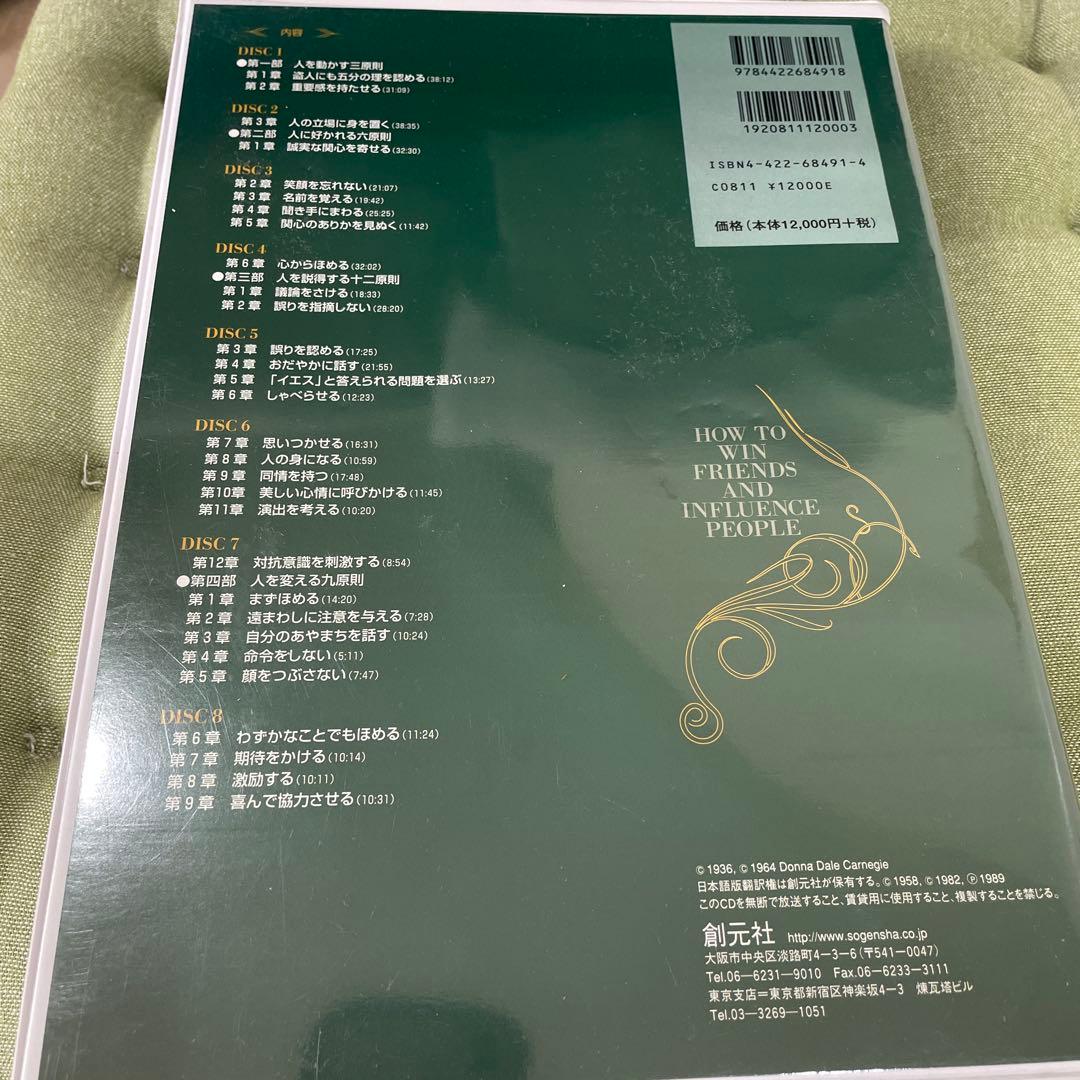 内容
DISC 1
●第一部 人を動かす三原則
第1章 盗人にも五分の理を認める(38:12)
第2章 重要感を持たせる(31:09)
DISC 2
第3章 人の立場に身を置く(38:35)
●第二部 人に好かれる六原則
第1章 誠実な関心を寄せる(32:30)
DISC 3
第2章 笑顔を忘れない(21:07)
第3章 名前を覚える(19:42)
第4章 聞き手にまわる(25:25)
第5章 関心のありかを見ぬく(11:42)
DISC 4
第6章 心からほめる(32:02)
●第三部 人を説得する十二原則
第1章 議論をさける(18:33)
第2章 誤りを指摘しない(28:20)
DISC 5
第3章 誤りを認める(17:25)
第4章 おだやかに話す(21:55)
第5章 「イエス」と答えられる問題を選ぶ(13:27)
第6章 しゃべらせる(12:23)
DISC 6
第7章 思いつかせる(16:31)
第8章 人の身になる(10:59)
第9章 同情を持つ(17:48)
第10章 美しい心情に呼びかける(11:45)
第11章 演出を考える(10:20)
DISC 7
第12章 対抗意識を刺激する(8:54)
●第四部 人を変える九原則
第1章 まずほめる(14:20)
第2章 遠まわしに注意を与える(7:28)
第3章 自分のあやまちを話す(10:24)
第4章 命令をしない(5:11)
第5章 顔をつぶさない(7:47)
DISC 8
第6章 わずかなことでもほめる(11:24)
第7章 期待をかける(10:14)
第8章 激励する(10:11)
第9章 喜んで協力させる(10:31)
9784422684918
1920811120003
ISBN4-422-68491-4
C0811 ¥12000E
価格(本体12,000円+税)
HOW TO
WIN
FRIENDS
AND
INFLUENCE
PEOPLE
© 1936, © 1964 Donna Dale Carnegie
日本語版翻訳権は創元社が保有する。© 1958, © 1982, ℗ 1989
このCDを無断で放送すること、賃貸用に使用すること、複製することを禁じる。
創元社 http://www.sogensha.co.jp
大阪市中央区淡路町4―3―6(〒541―0047)
Tel.06―6231―9010 Fax.06―6233―3111
東京支店=東京都新宿区神楽坂4―3 煉瓦塔ビル
Tel.03―3269―1051